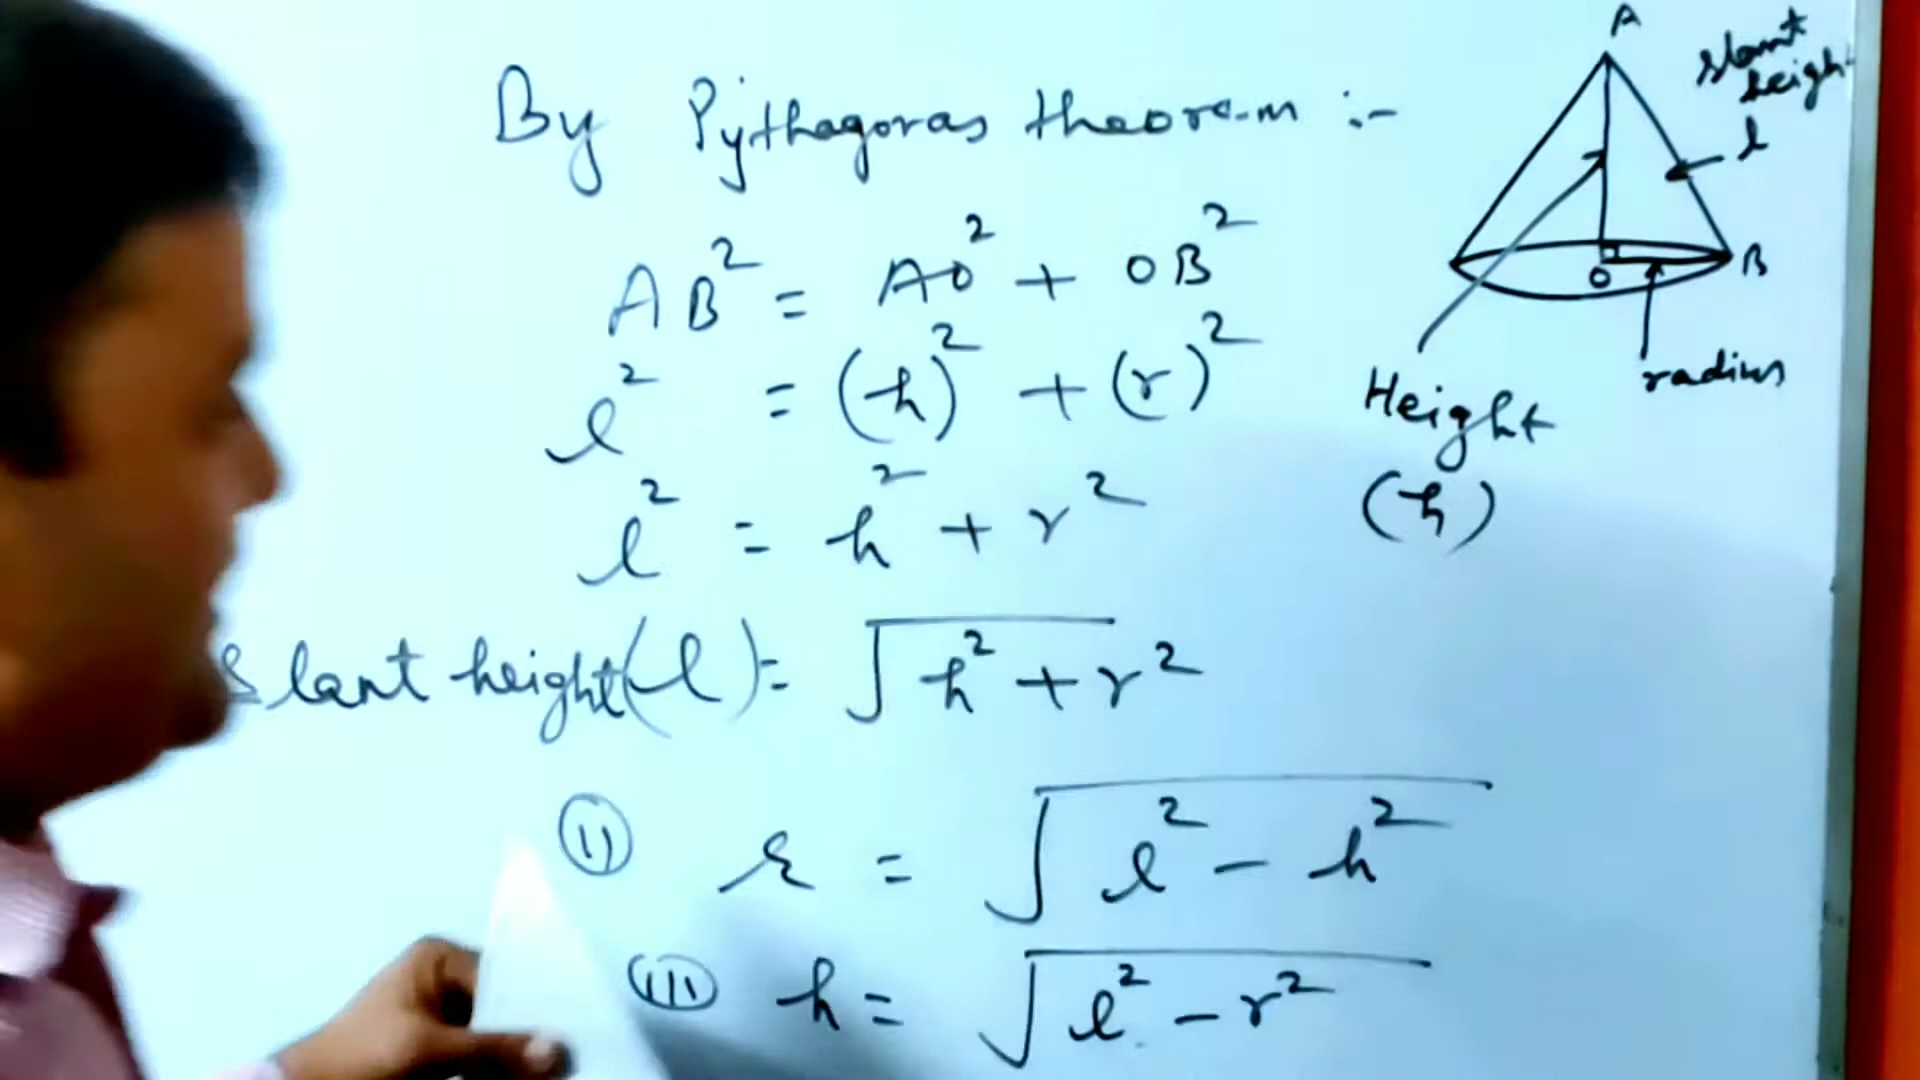 By Pythagoras theorem :-
AB² = AO² + OB²
l² = (h)² + (r)²
l² = h² + r²
Slant height(l) = √h² + r²
(ii) r = √l² - h²
(iii) h = √l² - r²
A
slant
height
l
B
O
radius
Height
(h)